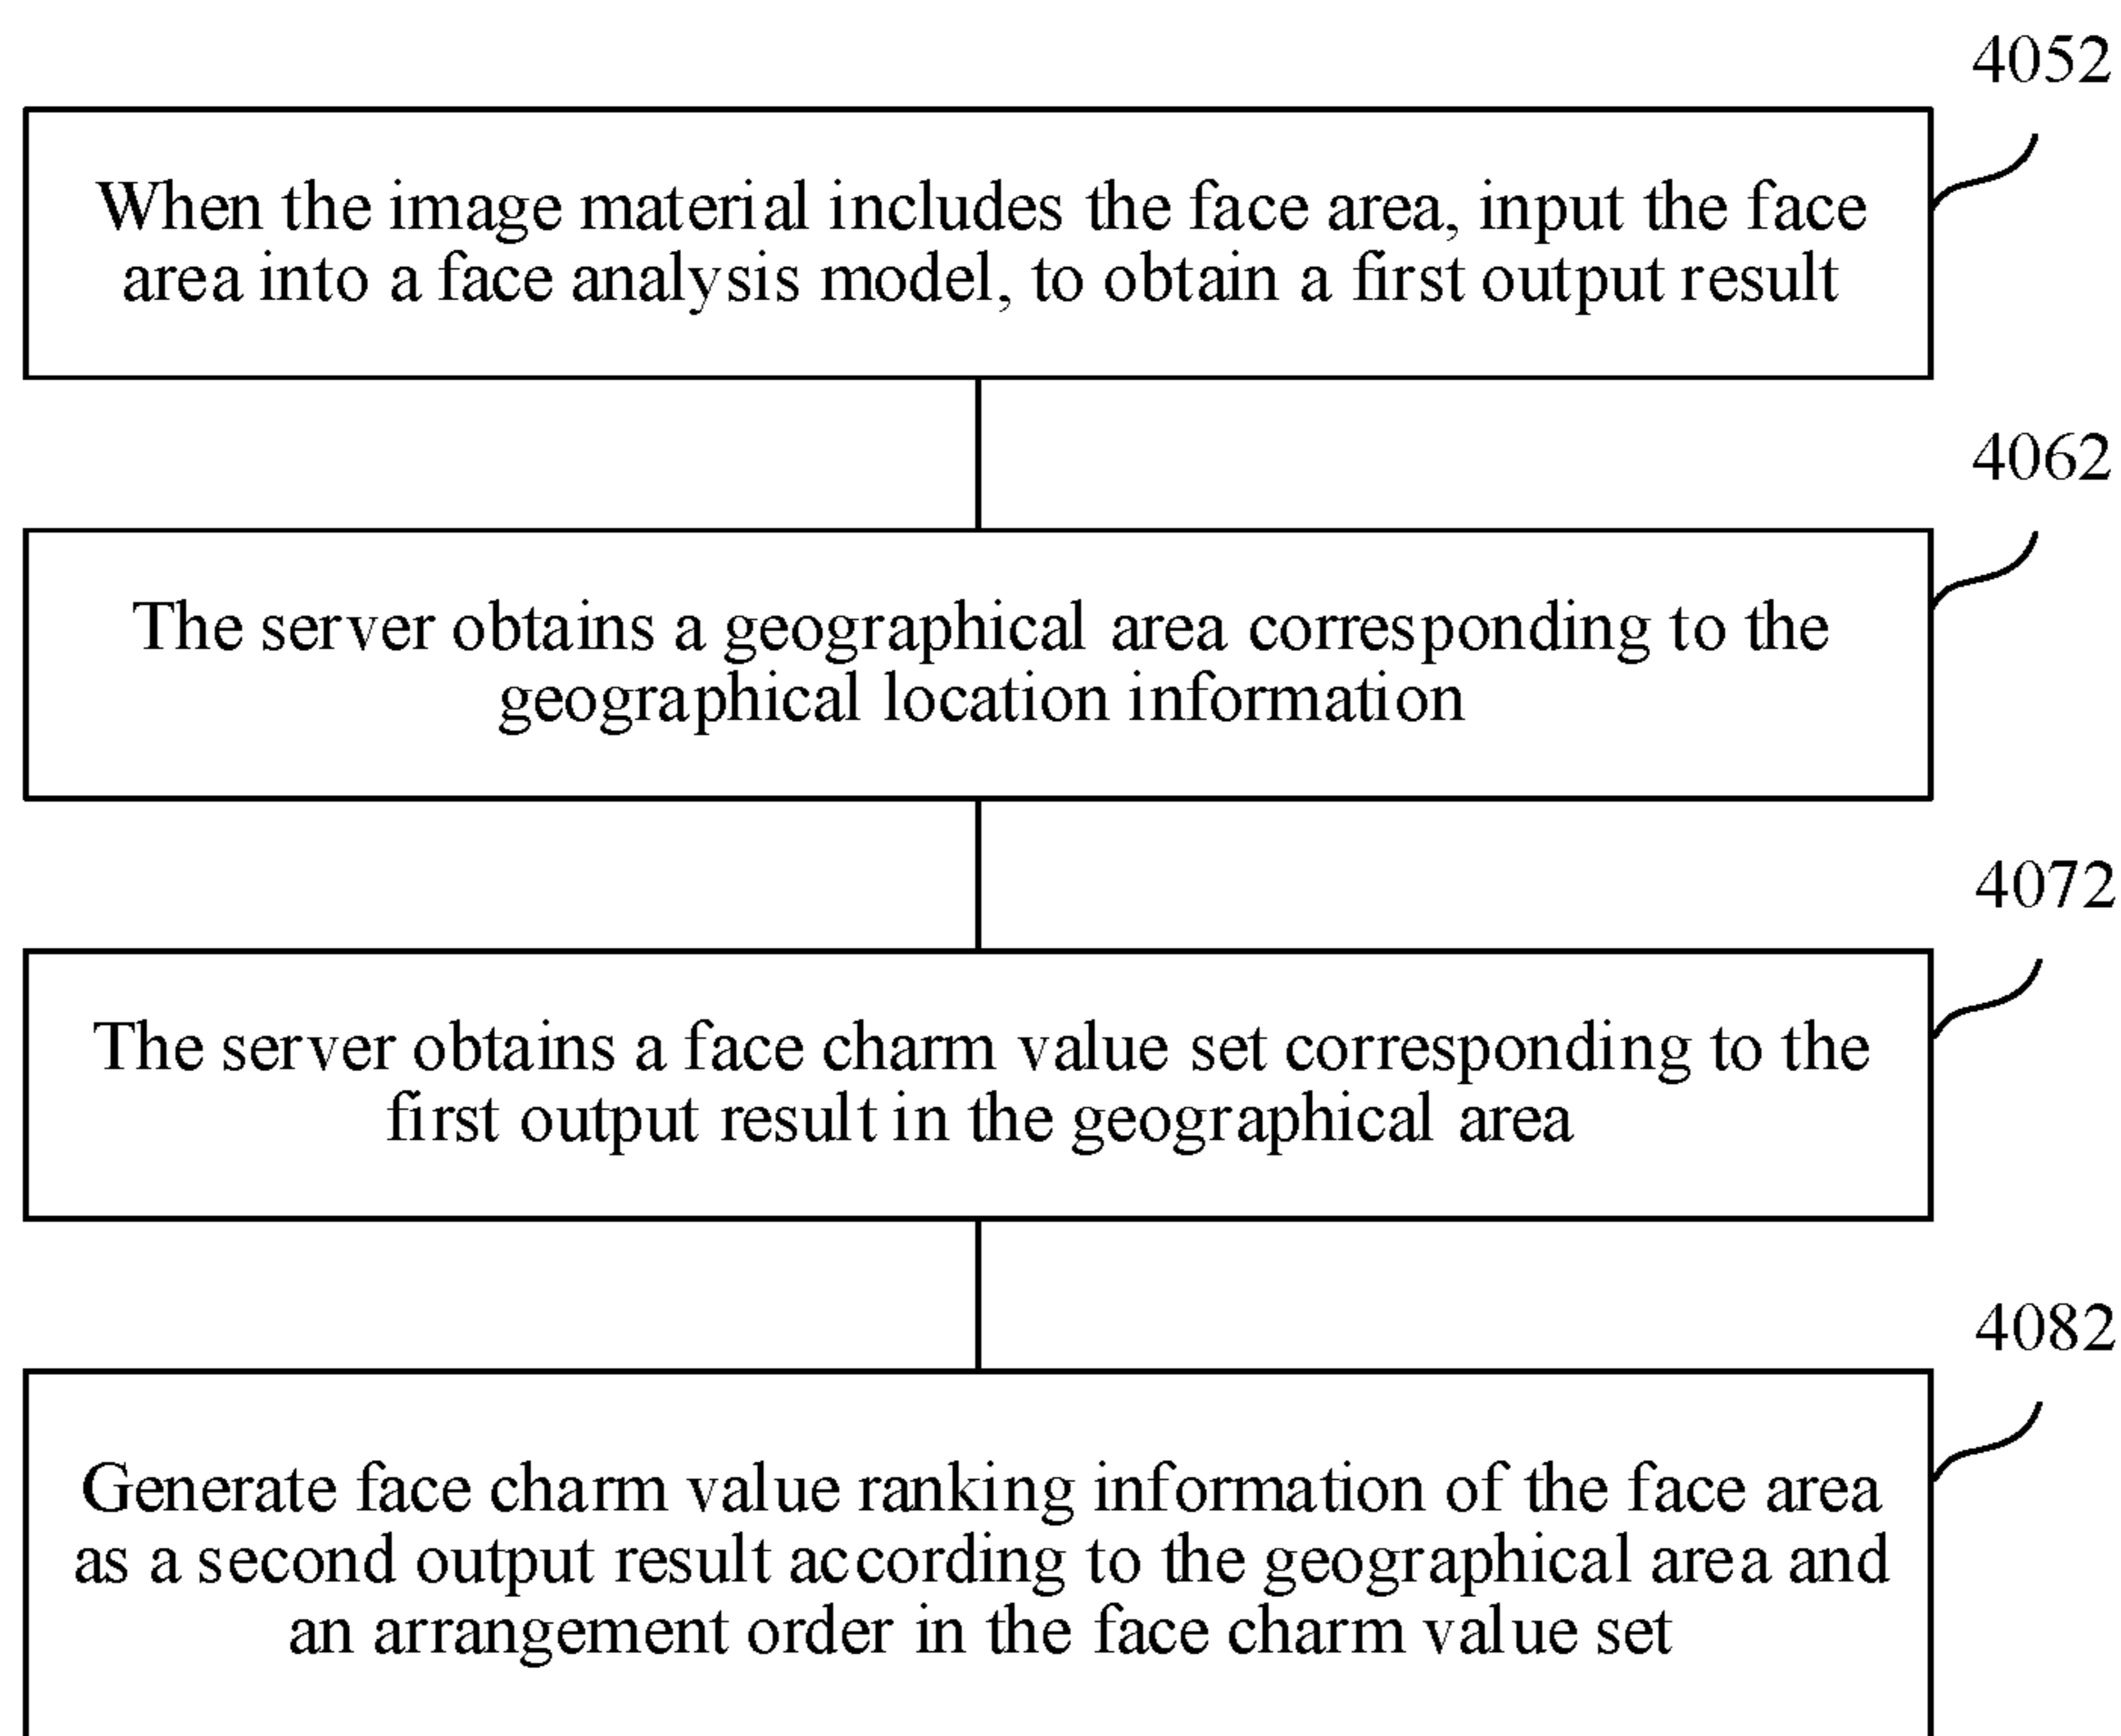 4052
When the image material includes the face area, input the face
area into a face analysis model, to obtain a first output result
4062
The server obtains a geographical area corresponding to the
geographical location information
4072
The server obtains a face charm value set corresponding to the
first output result in the geographical area
4082
Generate face charm value ranking information of the face area
as a second output result according to the geographical area and
an arrangement order in the face charm value set